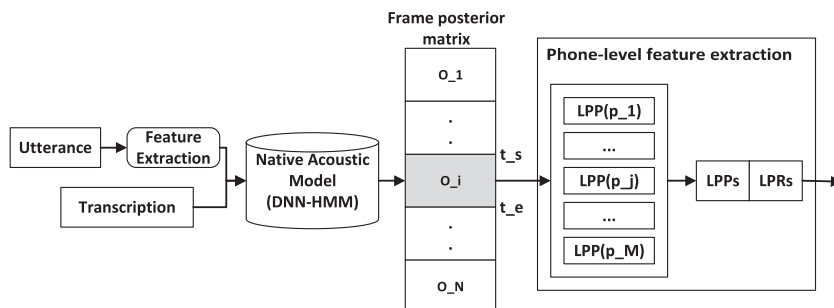 Frame posterior
matrix
Phone-level feature extraction
O_1
.
.
LPP(p_1)
...
LPP(p_j)
...
LPP(p_M)
Utterance
Feature
Extraction
Transcription
Native Acoustic
Model
(DNN-HMM)
t_s
O_i
t_e
LPPs LPRs
.
.
O_N